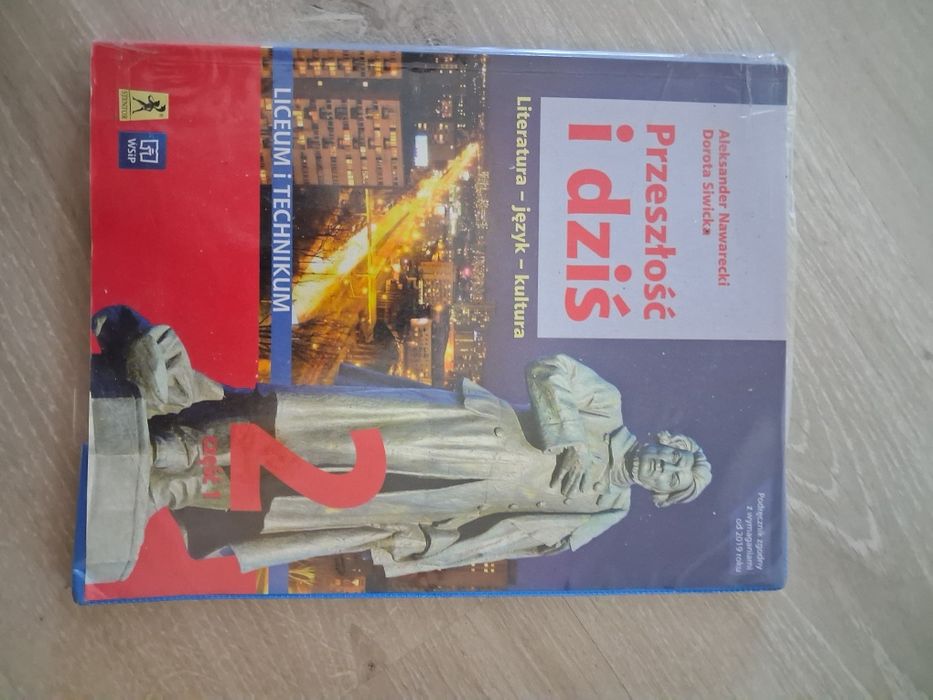 Aleksander Nawarecki
Dorota Siwicka
Przeszłość
i dziś
Literatura – język – kultura
Podręcznik zgodny
z wymaganiami
od 2019 roku
LICEUM i TECHNIKUM
2
część 1
STENTOR
WSiP